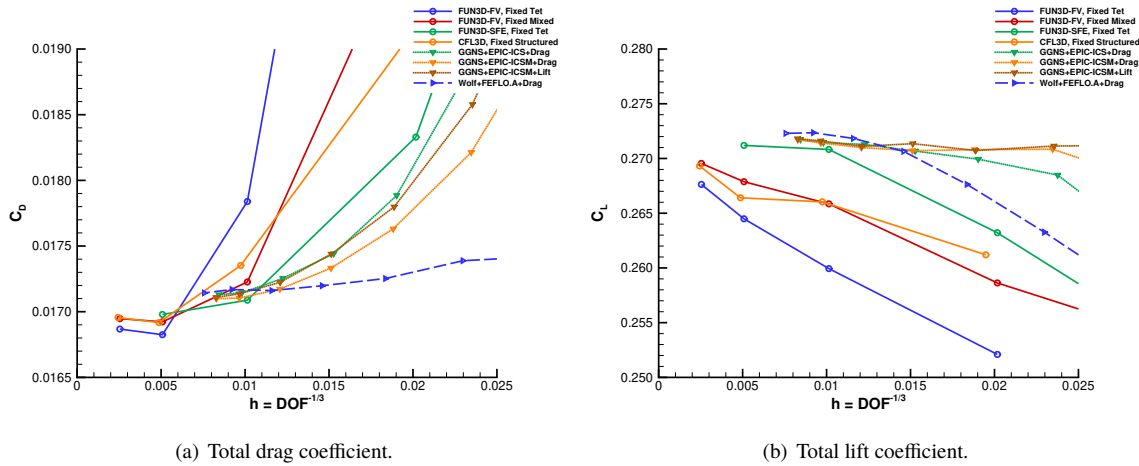 FUN3D-FV, Fixed Tet
FUN3D-FV, Fixed Mixed
FUN3D-SFE, Fixed Tet
CFL3D, Fixed Structured
GGNS+EPIC-ICS+Drag
GGNS+EPIC-ICSM+Drag
GGNS+EPIC-ICSM+Lift
Wolf+FEFLO.A+Drag
0.0190
0.0185
0.0180
0.0175
0.0170
0.0165
C_D
0 0.005 0.01 0.015 0.02 0.025
h = DOF^-1/3
(a) Total drag coefficient.
FUN3D-FV, Fixed Tet
FUN3D-FV, Fixed Mixed
FUN3D-SFE, Fixed Tet
CFL3D, Fixed Structured
GGNS+EPIC-ICS+Drag
GGNS+EPIC-ICSM+Drag
GGNS+EPIC-ICSM+Lift
Wolf+FEFLO.A+Drag
0.280
0.275
0.270
0.265
0.260
0.255
0.250
C_L
0 0.005 0.01 0.015 0.02 0.025
h = DOF^-1/3
(b) Total lift coefficient.